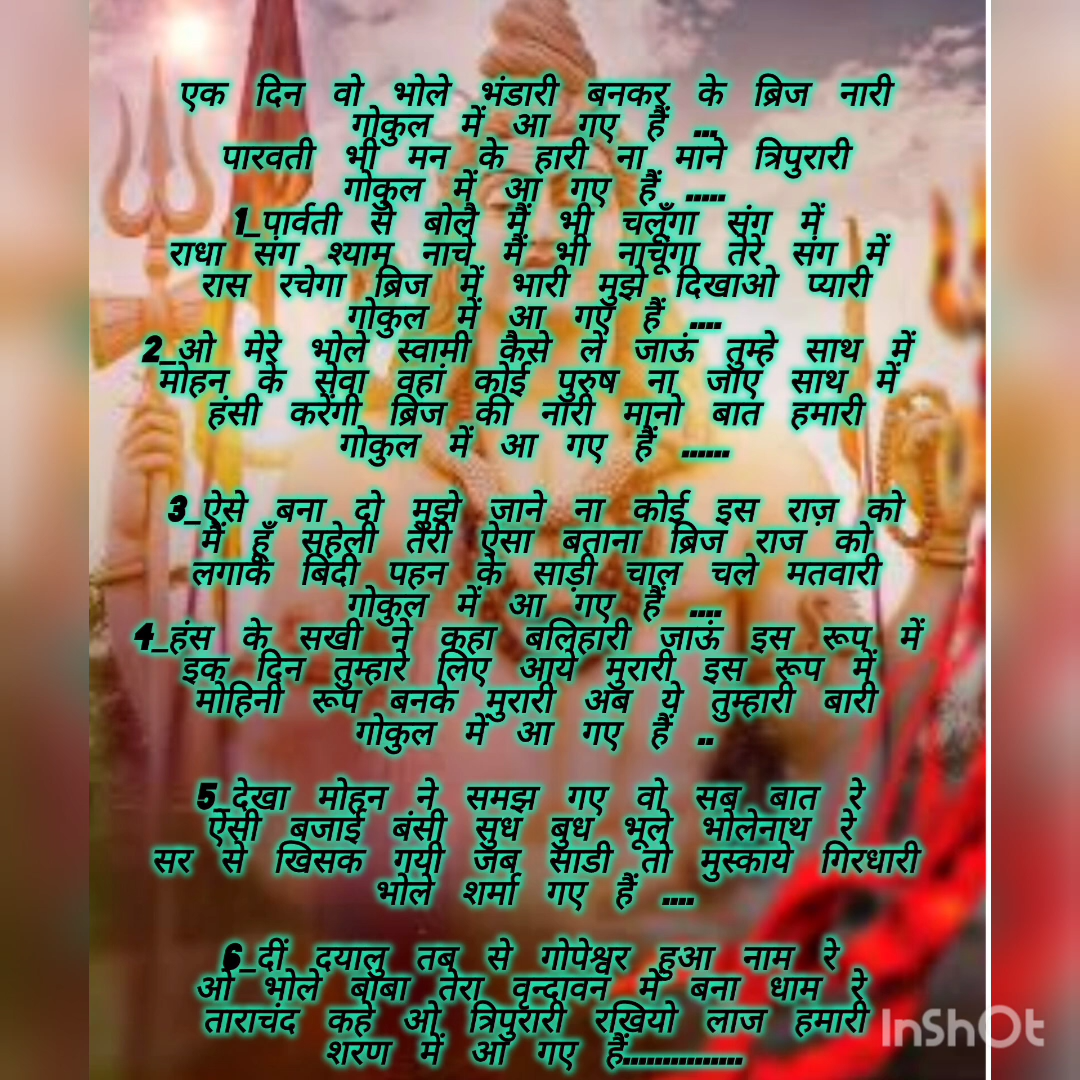 एक दिन वो भोले भंडारी बनकर के ब्रिज नारी
गोकुल में आ गए हैं ...
पारवती भी मन के हारी ना माने त्रिपुरारी
गोकुल में आ गए हैं .....
1_पार्वती से बोलै मैं भी चलूँगा संग में
राधा संग श्याम नाचे मैं भी नाचूंगा तेरे संग में
रास रचेगा ब्रिज में भारी मुझे दिखाओ प्यारी
गोकुल में आ गए हैं ....
2_ओ मेरे भोले स्वामी कैसे ले जाऊं तुम्हे साथ में
मोहन के सेवा वहां कोई पुरुष ना जाए साथ में
हंसी करेंगी ब्रिज की नारी मानो बात हमारी
गोकुल में आ गए हैं ......
3_ऐसे बना दो मुझे जाने ना कोई इस राज़ को
मैं हूँ सहेली तेरी ऐसा बताना ब्रिज राज को
लगाके बिंदी पहन के साड़ी चाल चले मतवारी
गोकुल में आ गए हैं ....
4_हंस के सखी ने कहा बलिहारी जाऊं इस रूप में
इक दिन तुम्हारे लिए आये मुरारी इस रूप में
मोहिनी रूप बनके मुरारी अब ये तुम्हारी बारी
गोकुल में आ गए हैं ..
5_देखा मोहन ने समझ गए वो सब बात रे
ऐसी बजाई बंसी सुध बुध भूले भोलेनाथ रे
सर से खिसक गयी जब साडी तो मुस्काये गिरधारी
भोले शर्मा गए हैं ....
6_दीं दयालु तब से गोपेश्वर हुआ नाम रे
ओ भोले बाबा तेरा वृन्दावन में बना धाम रे
ताराचंद कहे ओ त्रिपुरारी रखियो लाज हमारी
शरण में आ गए हैं...............
InShOt